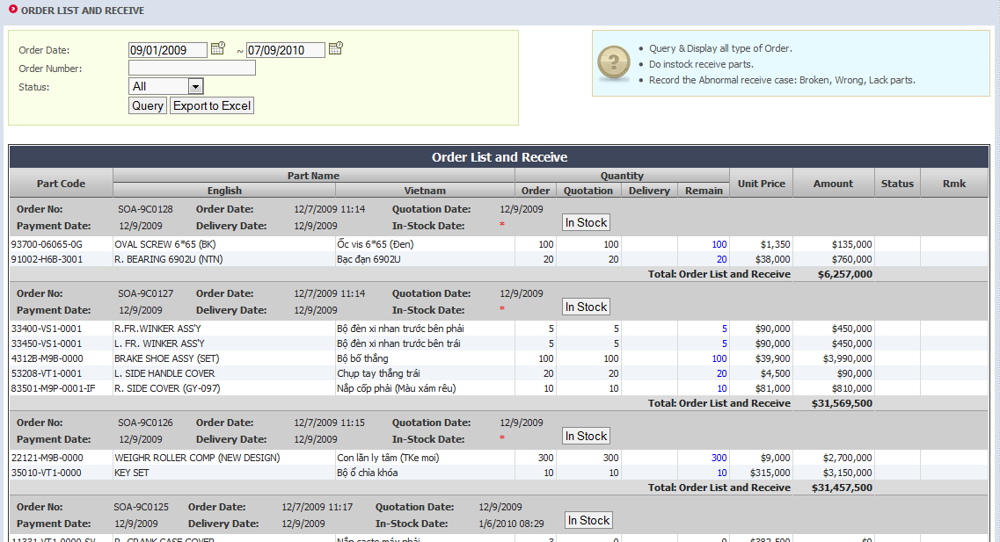 ORDER LIST AND RECEIVE
Order Date: 09/01/2009 ~ 07/09/2010
Order Number:
Status: All
Query Export to Excel
?
• Query & Display all type of Order.
• Do instock receive parts.
• Record the Abnormal receive case: Broken, Wrong, Lack parts.
Order List and Receive
Part Code Part Name Quantity Unit Price Amount Status Rmk
English Vietnam Order Quotation Delivery Remain
Order No: SOA-9C0128 Order Date: 12/7/2009 11:14 Quotation Date: 12/9/2009
Payment Date: 12/9/2009 Delivery Date: 12/9/2009 In-Stock Date: * In Stock
93700-06065-0G OVAL SCREW 6*65 (BK) Ốc vis 6*65 (Đen) 100 100 100 $1,350 $135,000
91002-H6B-3001 R. BEARING 6902U (NTN) Bạc đạn 6902U 20 20 20 $38,000 $760,000
Total: Order List and Receive $6,257,000
Order No: SOA-9C0127 Order Date: 12/7/2009 11:14 Quotation Date: 12/9/2009
Payment Date: 12/9/2009 Delivery Date: 12/9/2009 In-Stock Date: * In Stock
33400-VS1-0001 R.FR.WINKER ASS'Y Bộ đèn xi nhan trước bên phải 5 5 5 $90,000 $450,000
33450-VS1-0001 L. FR. WINKER ASS'Y Bộ đèn xi nhan trước bên trái 5 5 5 $90,000 $450,000
4312B-M9B-0000 BRAKE SHOE ASSY (SET) Bộ bố thắng 100 100 100 $39,900 $3,990,000
53208-VT1-0001 L. SIDE HANDLE COVER Chụp tay thắng trái 20 20 20 $4,500 $90,000
83501-M9P-0001-IF R. SIDE COVER (GY-097) Nắp cốp phải (Màu xám rêu) 10 10 10 $81,000 $810,000
Total: Order List and Receive $31,569,500
Order No: SOA-9C0126 Order Date: 12/7/2009 11:15 Quotation Date: 12/9/2009
Payment Date: 12/9/2009 Delivery Date: 12/9/2009 In-Stock Date: * In Stock
22121-M9B-0000 WEIGHR ROLLER COMP (NEW DESIGN) Con lăn ly tâm (TKe moi) 300 300 300 $9,000 $2,700,000
35010-VT1-0000 KEY SET Bộ ổ chìa khóa 10 10 10 $315,000 $3,150,000
Total: Order List and Receive $31,457,500
Order No: SOA-9C0125 Order Date: 12/7/2009 11:17 Quotation Date: 12/9/2009
Payment Date: 12/9/2009 Delivery Date: 12/9/2009 In-Stock Date: 1/6/2010 08:29 In Stock
11331-VT1-0000-SV R. CRANK CASE COVER Nắp cacte máy phải 3 0 0 $382,500 $0